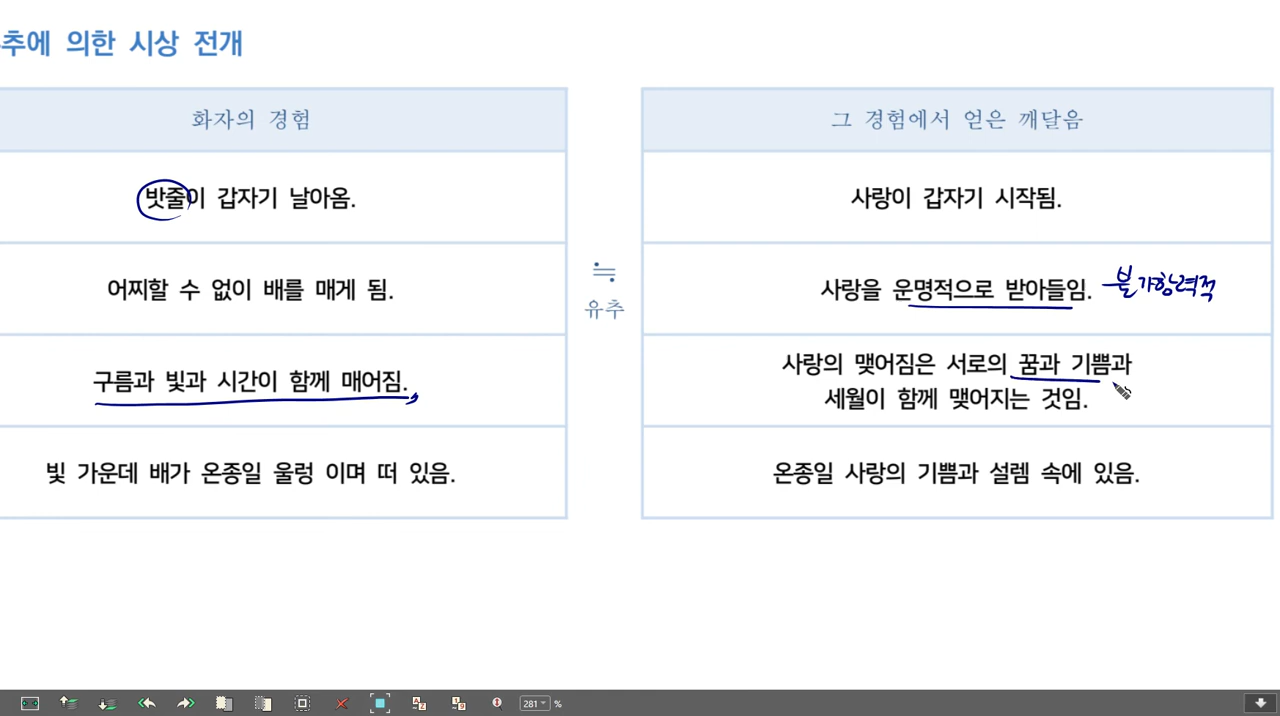 추에 의한 시상 전개
화자의 경험
그 경험에서 얻은 깨달음
밧줄이 갑자기 날아옴.
사랑이 갑자기 시작됨.
어찌할 수 없이 배를 매게 됨.
≒
유추
사랑을 운명적으로 받아들임.
불가항력적
구름과 빛과 시간이 함께 매어짐.
사랑의 맺어짐은 서로의 꿈과 기쁨과
세월이 함께 맺어지는 것임.
빛 가운데 배가 온종일 울렁 이며 떠 있음.
온종일 사랑의 기쁨과 설렘 속에 있음.
281 %